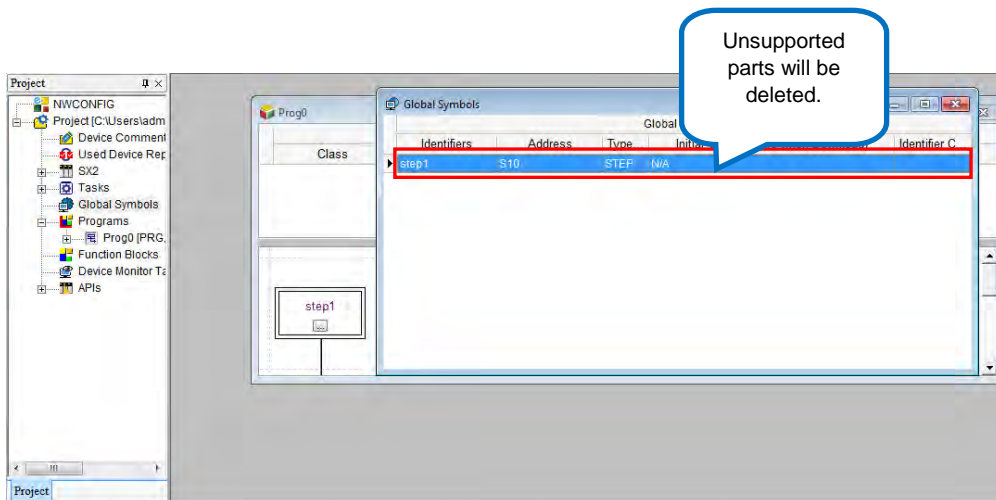 Unsupported
parts will be
deleted.
Project
NWCONFIG
Project [C:\Users\adm
Device Comment
Used Device Rep
SX2
Tasks
Global Symbols
Programs
Prog0 [PRG,
Function Blocks
Device Monitor Ta
APIs
Prog0
Class
Global Symbols
Global
Identifiers Address Type Initial Identifier C
step1 S10 STEP N/A
step1
...
Project